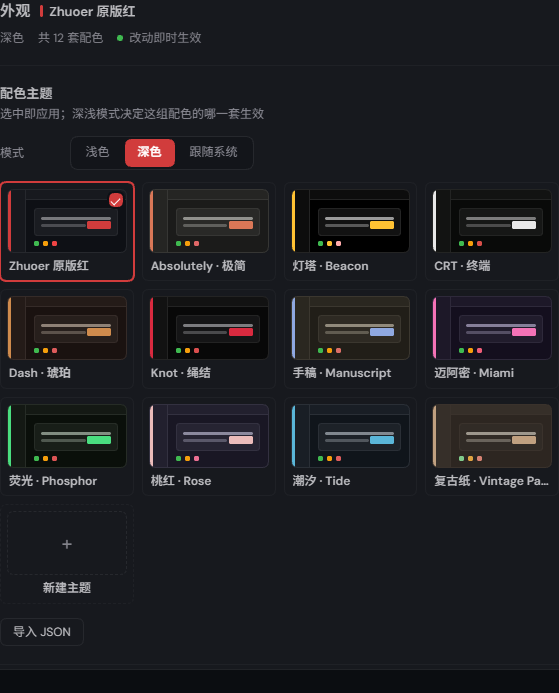 外观 Zhuoer 原版红
深色 共 12 套配色 改动即时生效
配色主题
选中即应用；深浅模式决定这组配色的哪一套生效
模式 浅色 深色 跟随系统
Zhuoer 原版红 Absolutely · 极简 灯塔 · Beacon CRT · 终端
Dash · 琥珀 Knot · 绳结 手稿 · Manuscript 迈阿密 · Miami
荧光 · Phosphor 桃红 · Rose 潮汐 · Tide 复古纸 · Vintage Pa...
+
新建主题
导入 JSON